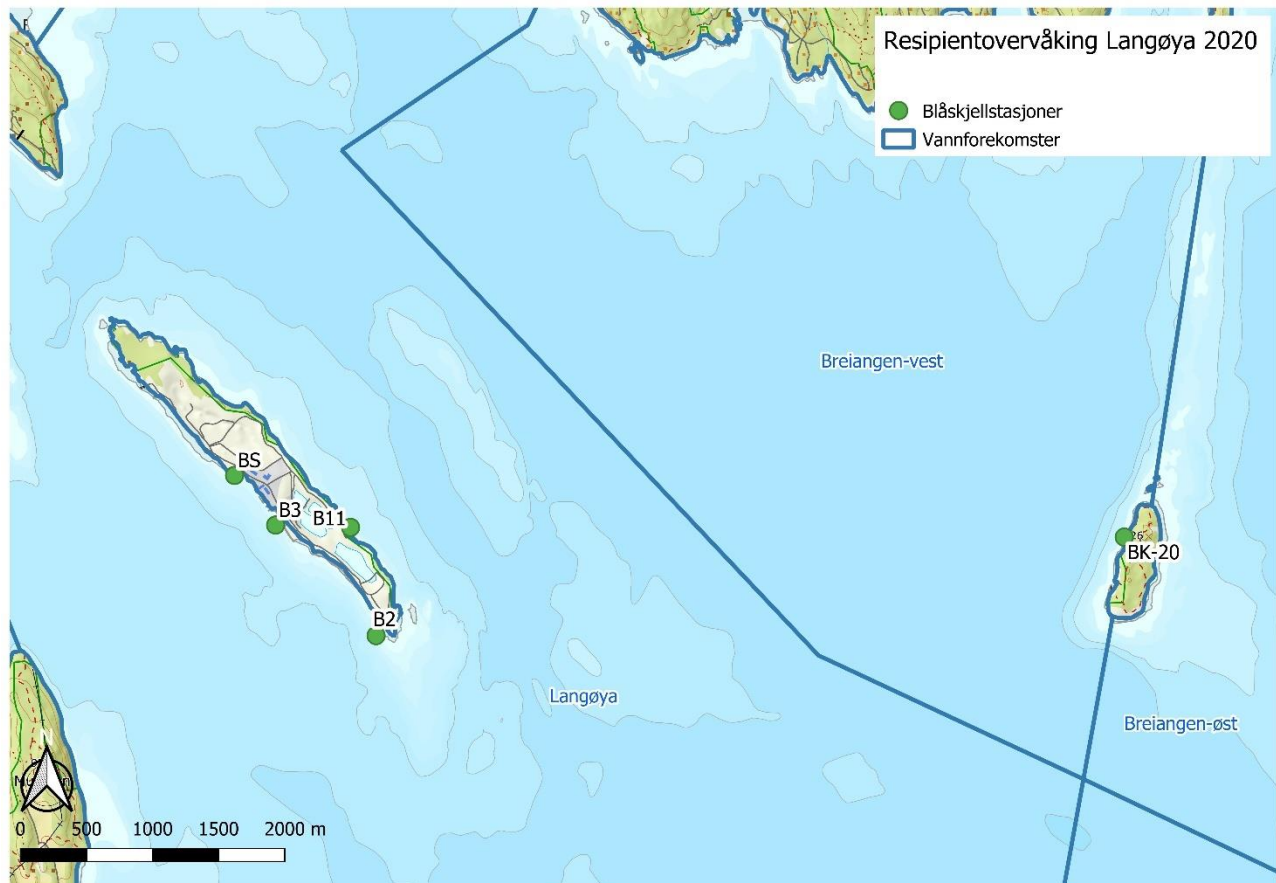 Resipientovervåking Langøya 2020
Blåskjellstasjoner
Vannforekomster
Breiangen-vest
BS
B3
B11
BK-20
B2
Langøya
Breiangen-øst
N
0 500 1000 1500 2000 m